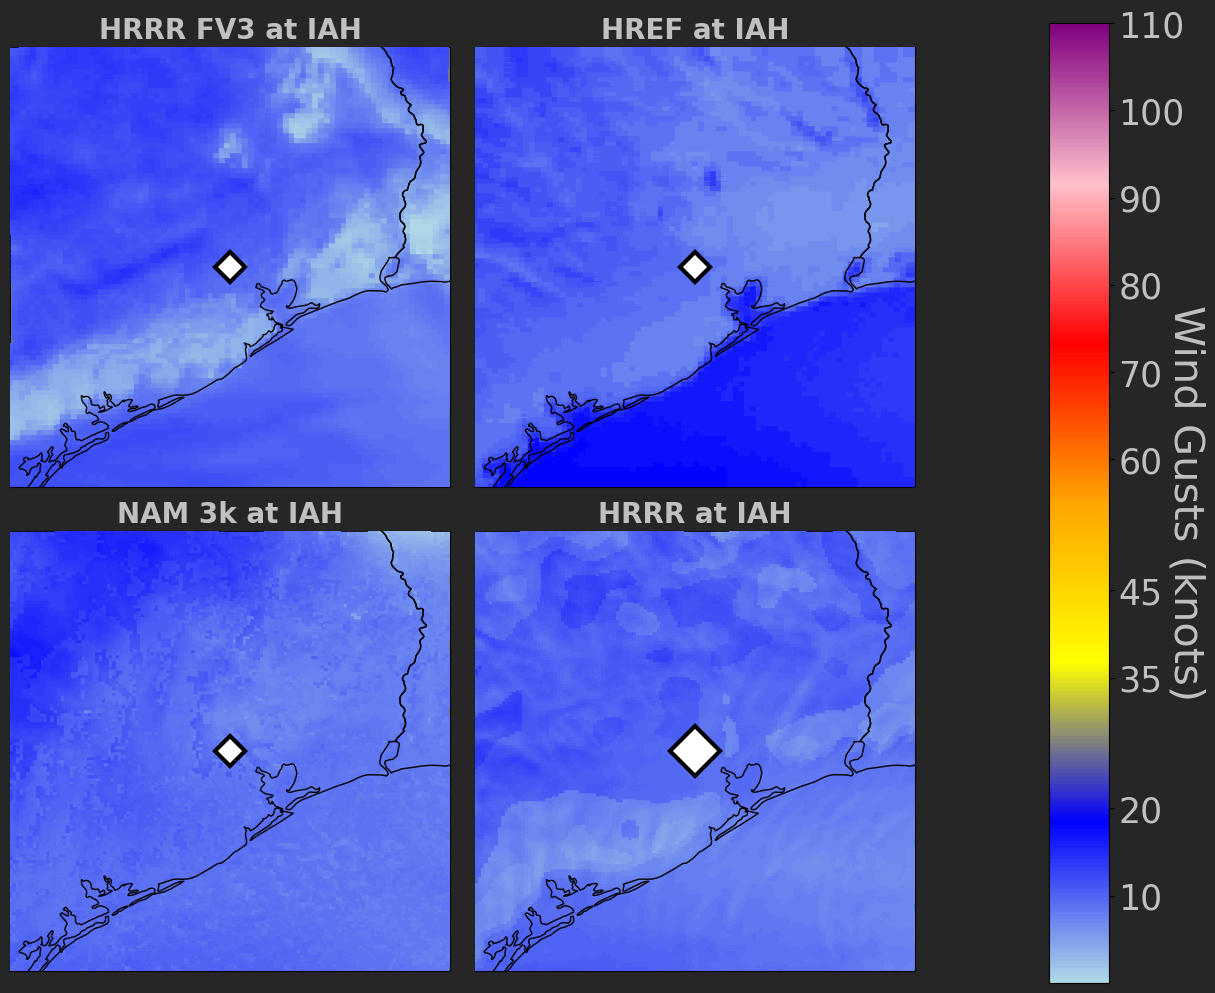 HRRR FV3 at IAH
HREF at IAH
NAM 3k at IAH
HRRR at IAH
110
100
90
80
70
60
45
35
20
10
Wind Gusts (knots)